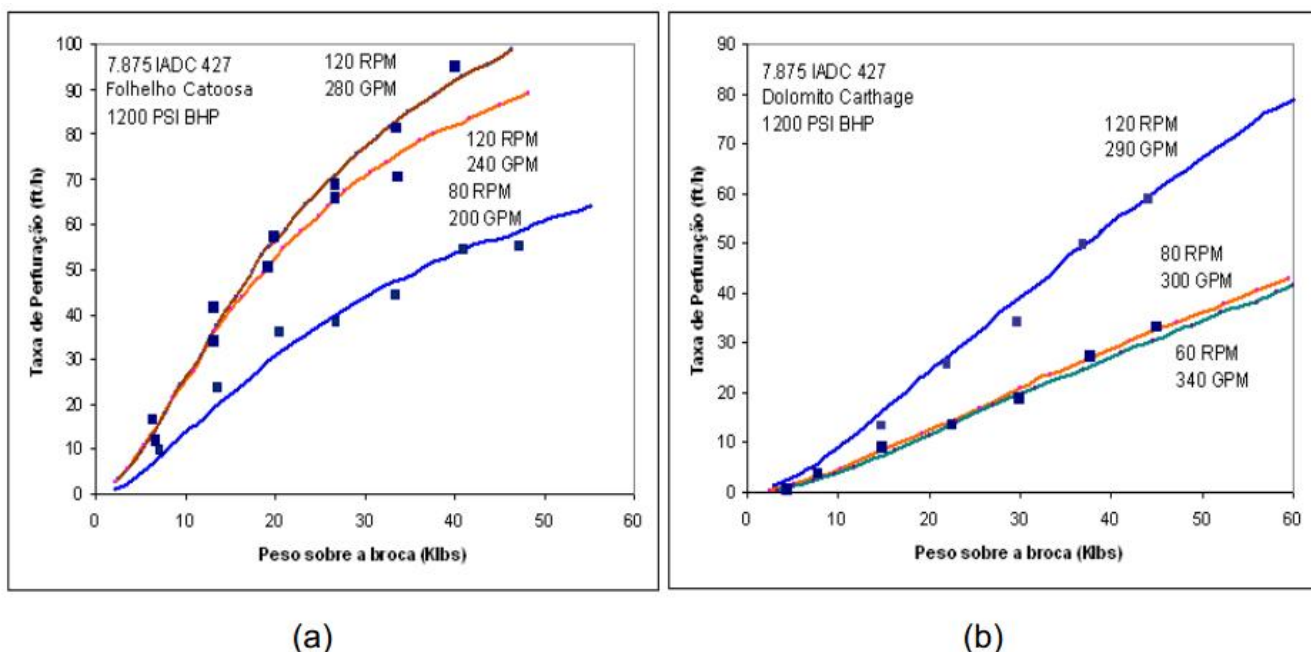 7.875 IADC 427
Folhelho Catoosa
1200 PSI BHP
120 RPM
280 GPM
120 RPM
240 GPM
80 RPM
200 GPM
Taxa de Perfuração (ft/h)
100
90
80
70
60
50
40
30
20
10
0
0 10 20 30 40 50 60
Peso sobre a broca (Klbs)
(a)
7.875 IADC 427
Dolomito Carthage
1200 PSI BHP
120 RPM
290 GPM
80 RPM
300 GPM
60 RPM
340 GPM
Taxa de Perfuração (ft/h)
90
80
70
60
50
40
30
20
10
0
0 10 20 30 40 50 60
Peso sobre a broca (Klbs)
(b)